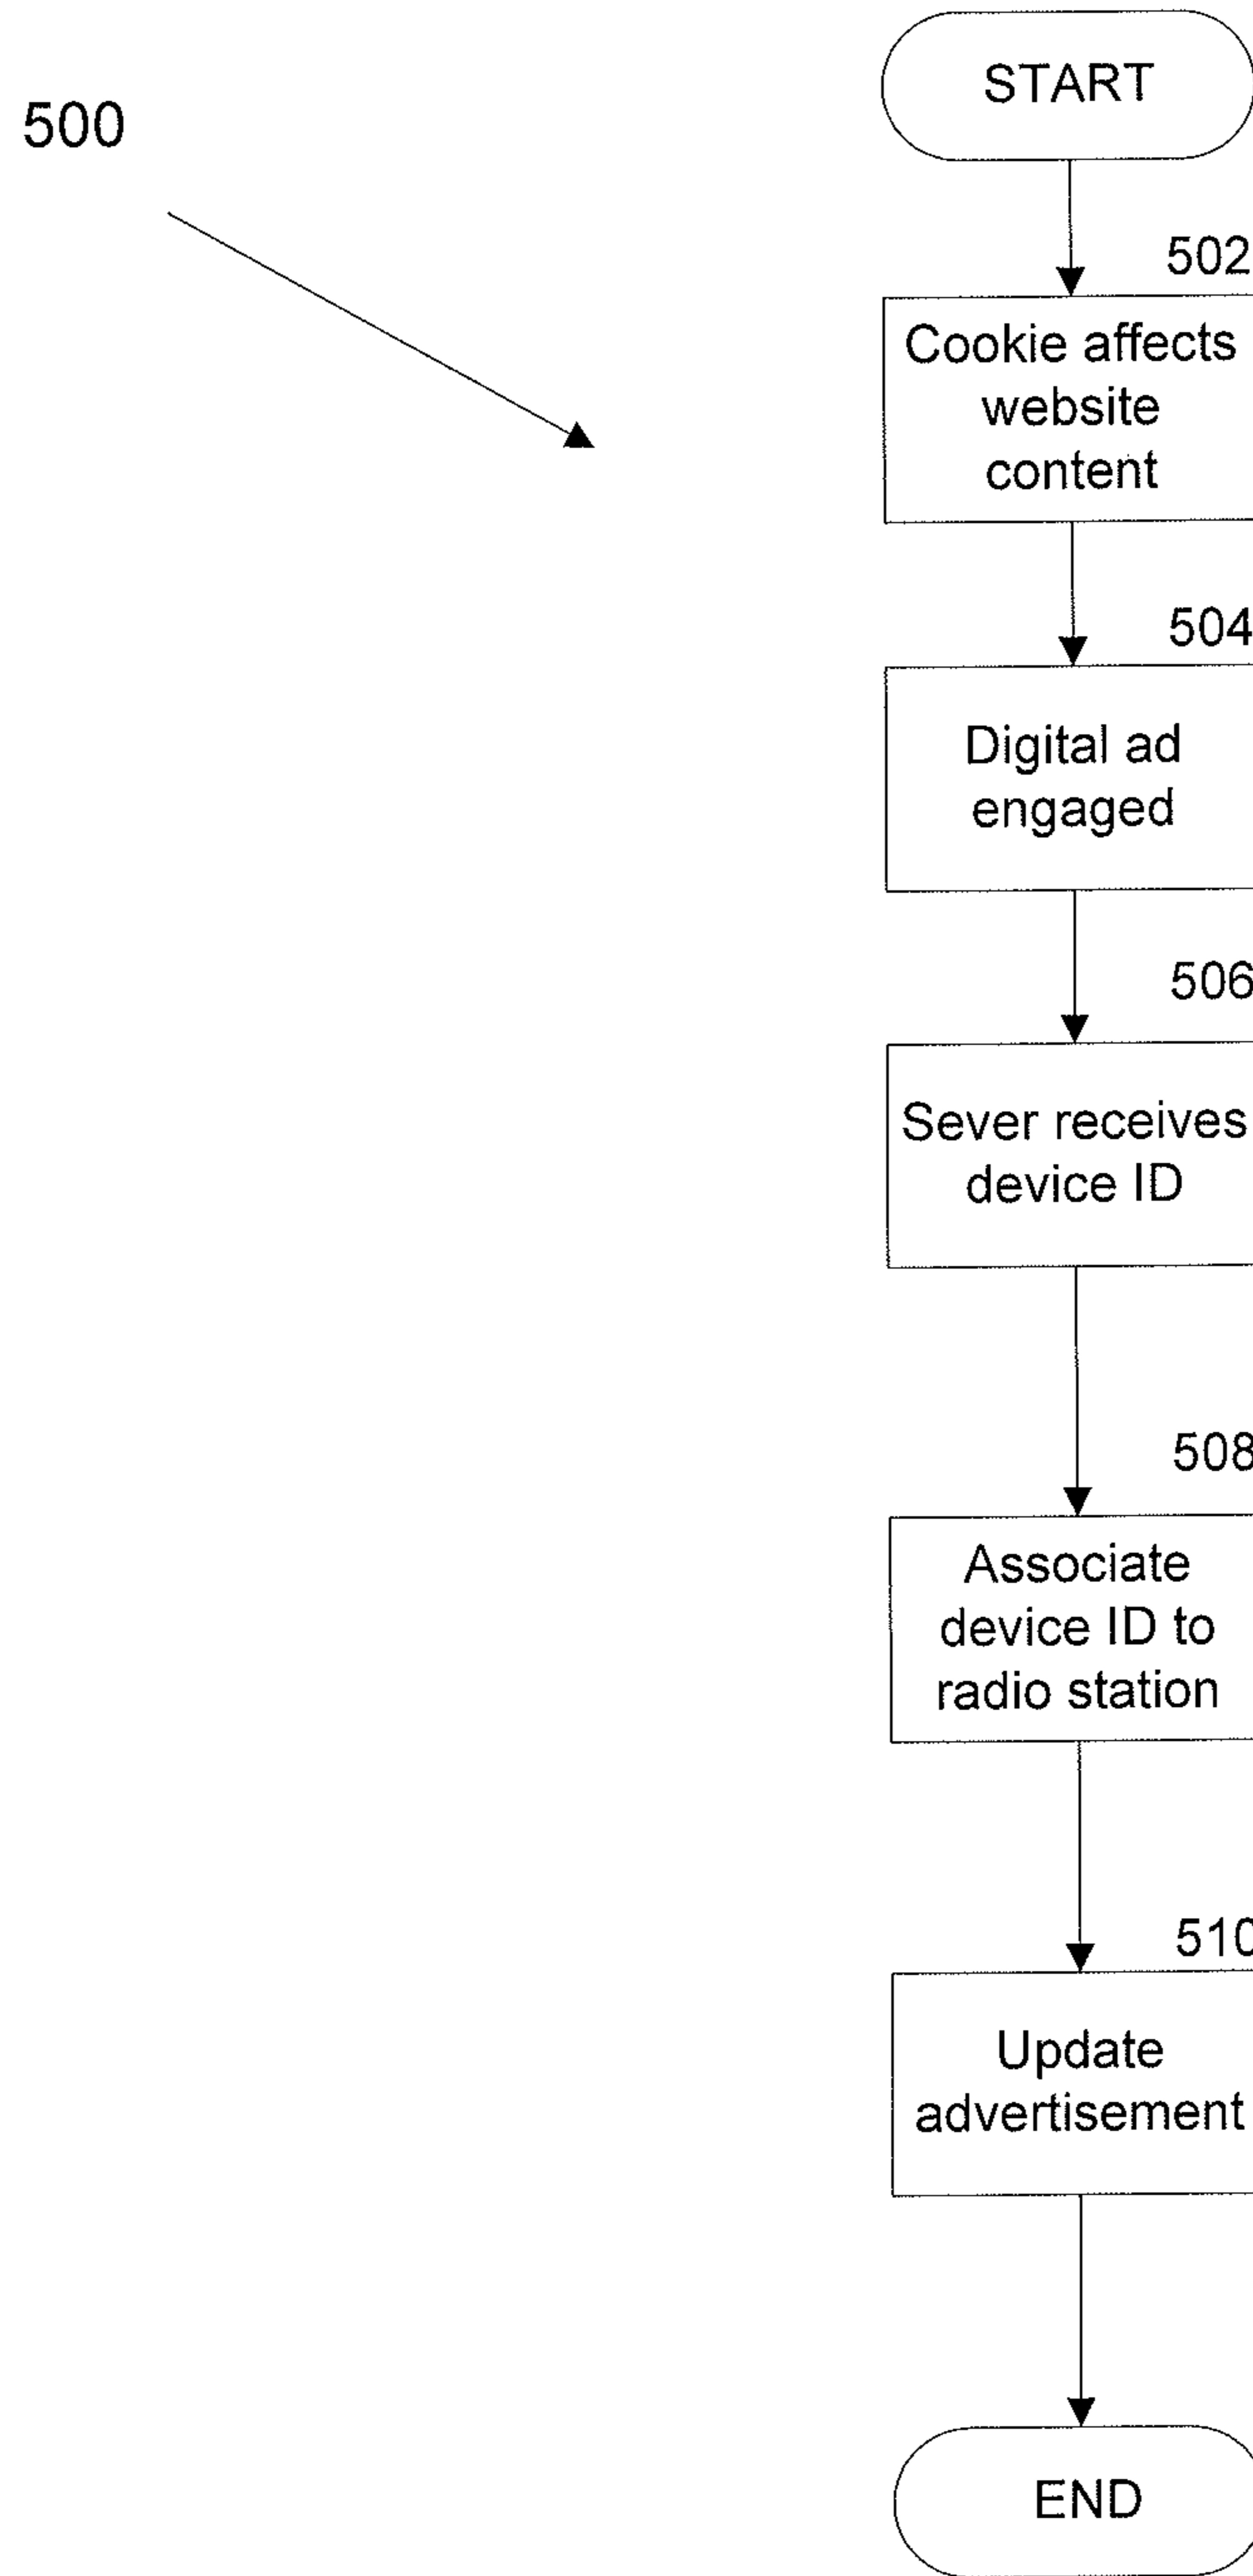 START
500
502
Cookie affects
website
content
504
Digital ad
engaged
506
Sever receives
device ID
508
Associate
device ID to
radio station
510
Update
advertisement
END